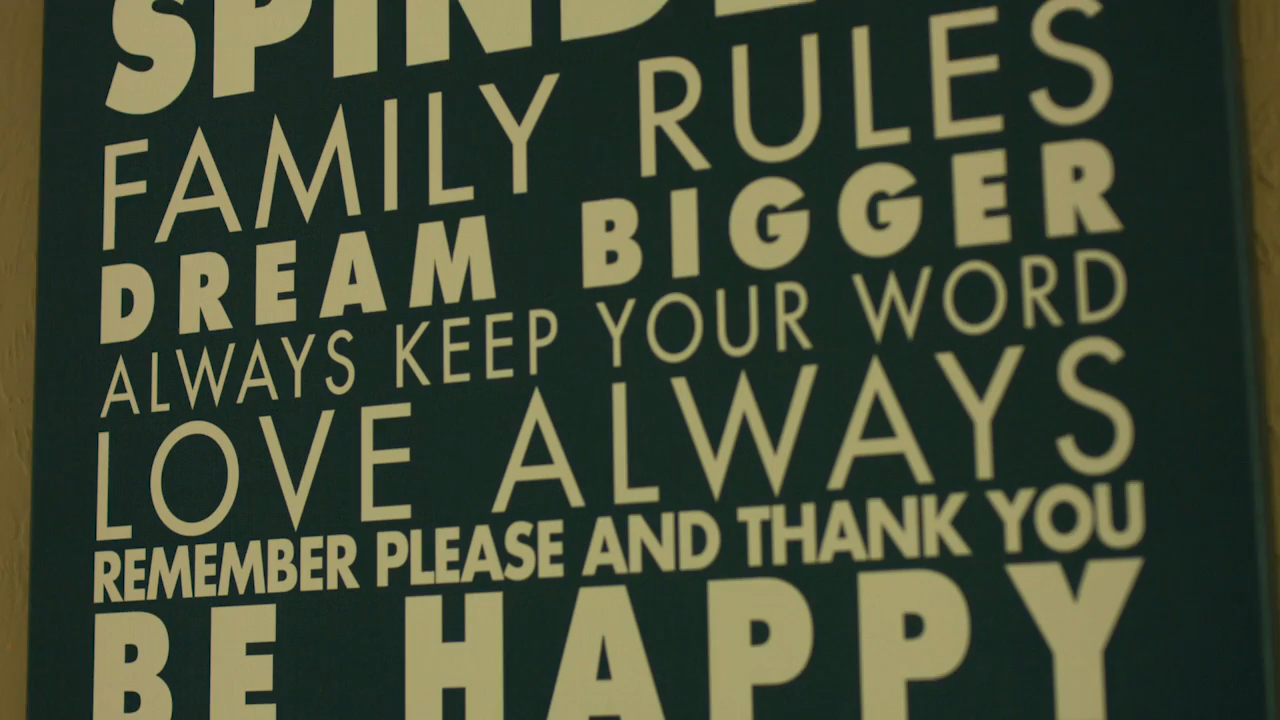 FAMILY RULES
DREAM BIGGER
ALWAYS KEEP YOUR WORD
LOVE ALWAYS
REMEMBER PLEASE AND THANK YOU
BE HAPPY